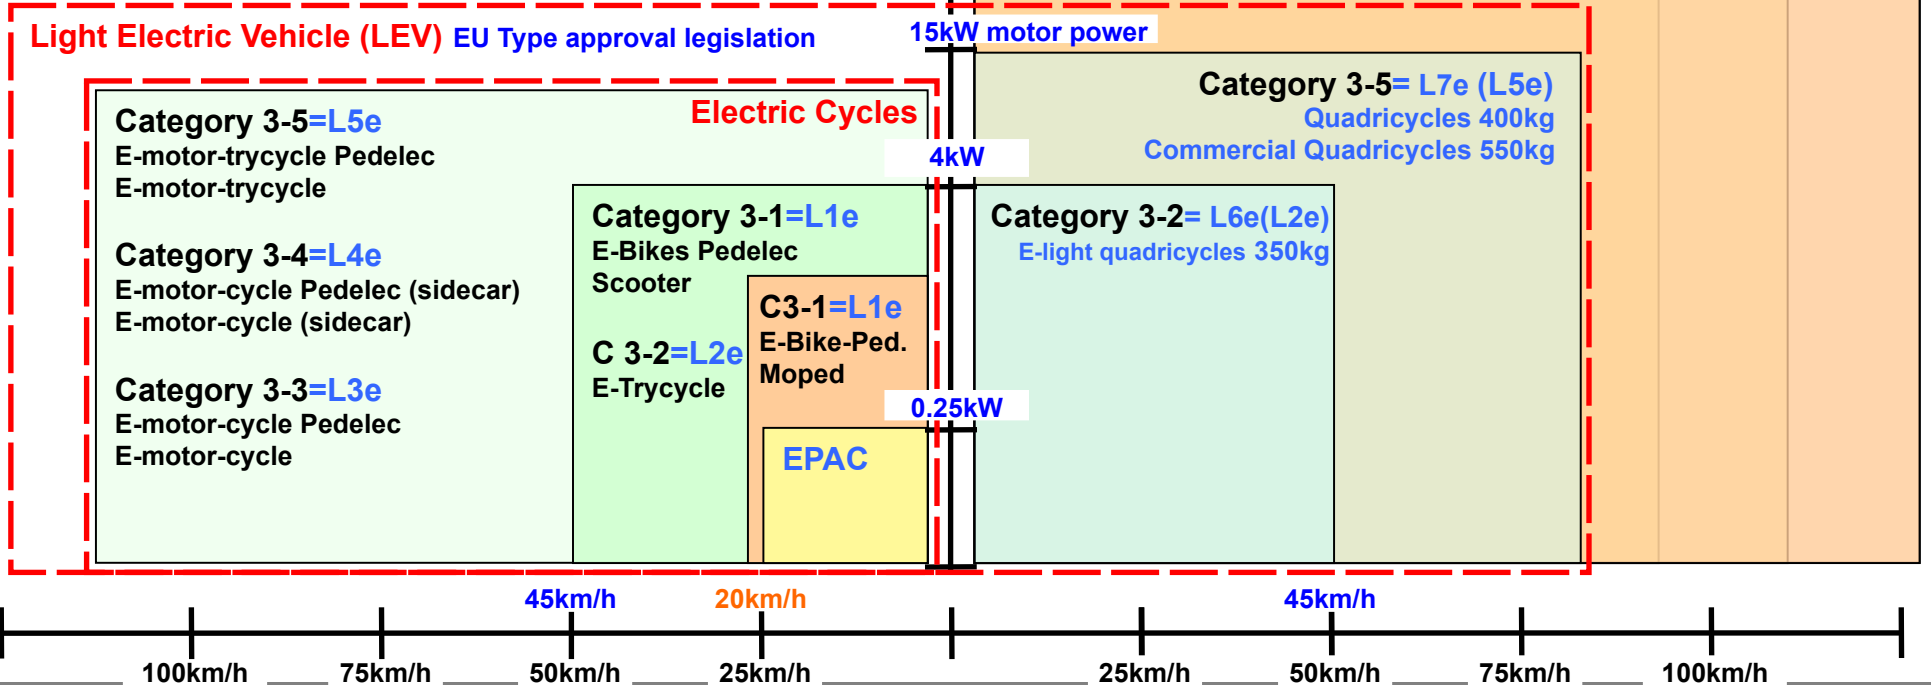 Light Electric Vehicle (LEV) EU Type approval legislation
15kW motor power
Electric Cycles
Category 3-5=L5e
E-motor-trycycle Pedelec
E-motor-trycycle
Category 3-4=L4e
E-motor-cycle Pedelec (sidecar)
E-motor-cycle (sidecar)
Category 3-3=L3e
E-motor-cycle Pedelec
E-motor-cycle
Category 3-1=L1e
E-Bikes Pedelec
Scooter
C 3-2=L2e
E-Trycycle
C3-1=L1e
E-Bike-Ped.
Moped
EPAC
4kW
0.25kW
Category 3-5= L7e (L5e)
Quadricycles 400kg
Commercial Quadricycles 550kg
Category 3-2= L6e(L2e)
E-light quadricycles 350kg
45km/h 20km/h 45km/h
100km/h 75km/h 50km/h 25km/h 25km/h 50km/h 75km/h 100km/h